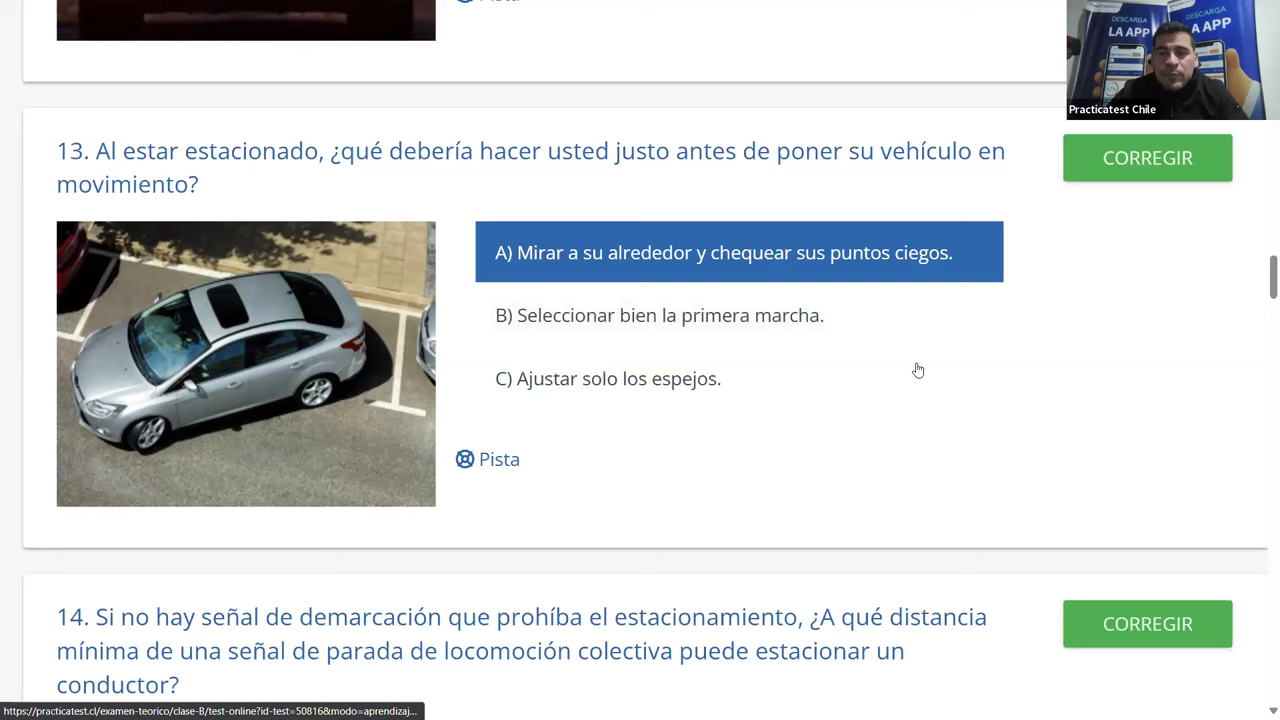 DESCARGA
LA APP
DESCARGA
A APP
Practicatest Chile
13. Al estar estacionado, ¿qué debería hacer usted justo antes de poner su vehículo en
movimiento?
CORREGIR
A) Mirar a su alrededor y chequear sus puntos ciegos.
B) Seleccionar bien la primera marcha.
C) Ajustar solo los espejos.
Pista
14. Si no hay señal de demarcación que prohíba el estacionamiento, ¿A qué distancia
mínima de una señal de parada de locomoción colectiva puede estacionar un
conductor?
CORREGIR
https://practicatest.cl/examen-teorico/clase-B/test-online?id-test=50816&modo=aprendizaj...